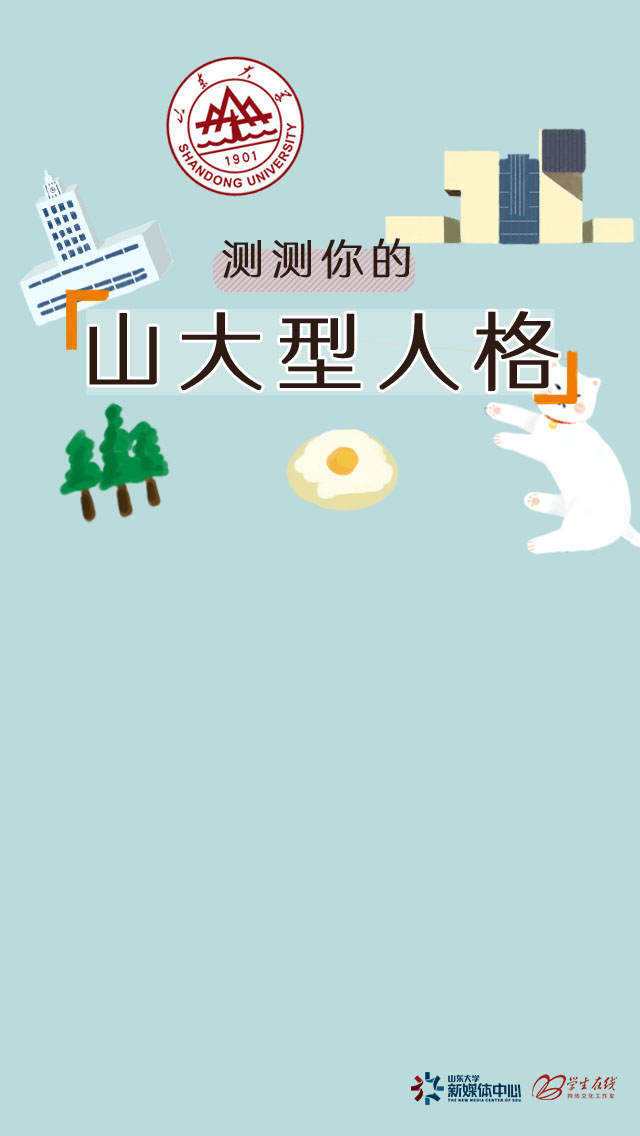 山东大学
SHANDONG UNIVERSITY
1901
测测你的
「山大型人格」
山东大学
新媒体中心
THE NEW MEDIA CENTER OF SDU
学生在线
网络文化工作室